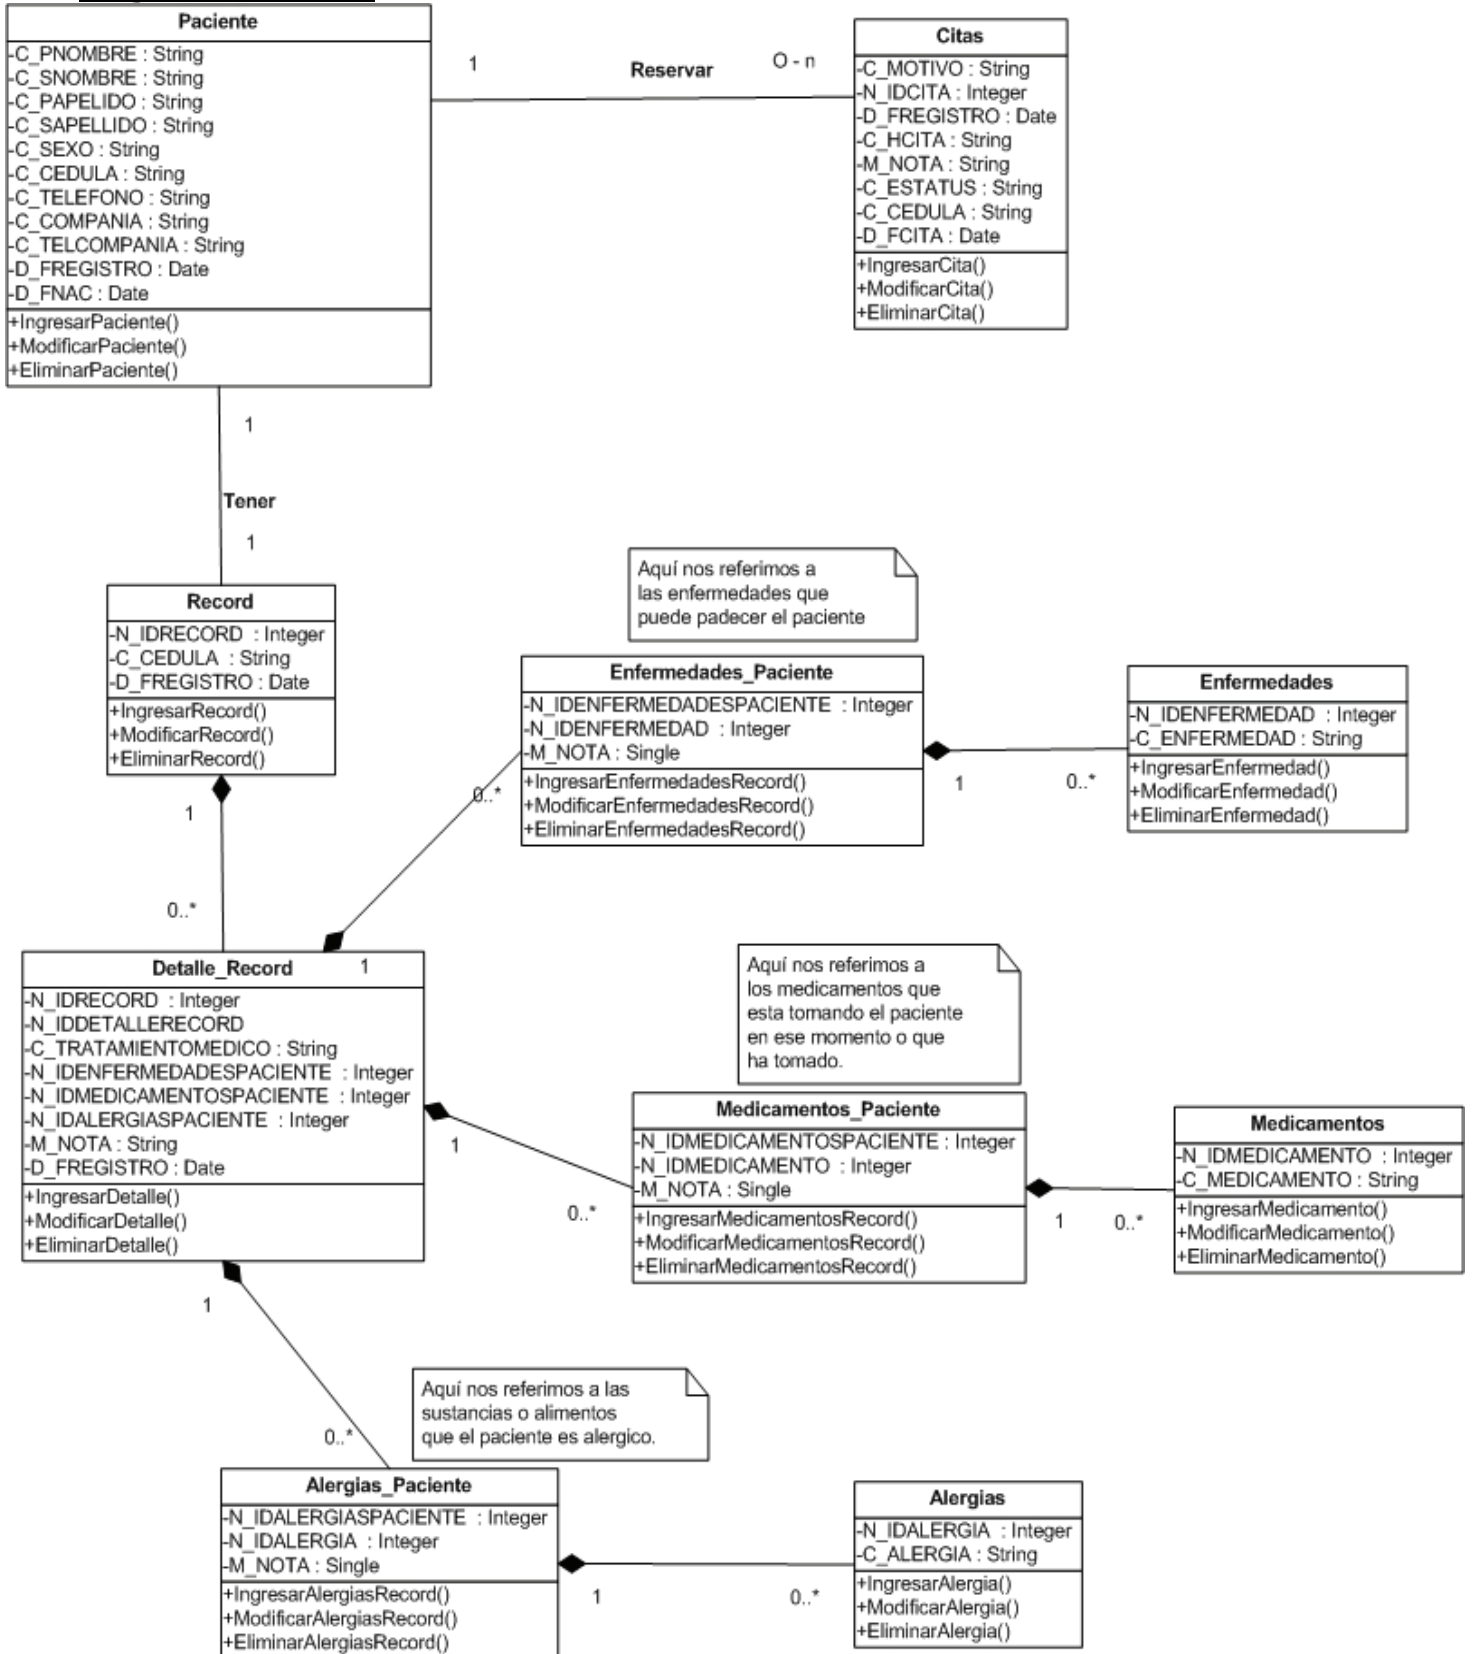 Paciente
-C_PNOMBRE : String
-C_SNOMBRE : String
-C_PAPELIDO : String
-C_SAPELLIDO : String
-C_SEXO : String
-C_CEDULA : String
-C_TELEFONO : String
-C_COMPANIA : String
-C_TELCOMPANIA : String
-D_FREGISTRO : Date
-D_FNAC : Date
+IngresarPaciente()
+ModificarPaciente()
+EliminarPaciente()
1
Reservar
O - n
Citas
-C_MOTIVO : String
-N_IDCITA : Integer
-D_FREGISTRO : Date
-C_HCITA : String
-M_NOTA : String
-C_ESTATUS : String
-C_CEDULA : String
-D_FCITA : Date
+IngresarCita()
+ModificarCita()
+EliminarCita()
1
Tener
1
Record
-N_IDRECORD : Integer
-C_CEDULA : String
-D_FREGISTRO : Date
+IngresarRecord()
+ModificarRecord()
+EliminarRecord()
1
0..*
Aquí nos referimos a
las enfermedades que
puede padecer el paciente
Enfermedades_Paciente
-N_IDENFERMEDADESPACIENTE : Integer
-N_IDENFERMEDAD : Integer
-M_NOTA : Single
+IngresarEnfermedadesRecord()
+ModificarEnfermedadesRecord()
+EliminarEnfermedadesRecord()
0..*
1
0..*
Enfermedades
-N_IDENFERMEDAD : Integer
-C_ENFERMEDAD : String
+IngresarEnfermedad()
+ModificarEnfermedad()
+EliminarEnfermedad()
Detalle_Record
1
-N_IDRECORD : Integer
-N_IDDETALLERECORD
-C_TRATAMIENTOMEDICO : String
-N_IDENFERMEDADESPACIENTE : Integer
-N_IDMEDICAMENTOSPACIENTE : Integer
-N_IDALERGIASPACIENTE : Integer
-M_NOTA : String
-D_FREGISTRO : Date
+IngresarDetalle()
+ModificarDetalle()
+EliminarDetalle()
1
0..*
Aquí nos referimos a
los medicamentos que
esta tomando el paciente
en ese momento o que
ha tomado.
Medicamentos_Paciente
-N_IDMEDICAMENTOSPACIENTE : Integer
-N_IDMEDICAMENTO : Integer
-M_NOTA : Single
+IngresarMedicamentosRecord()
+ModificarMedicamentosRecord()
+EliminarMedicamentosRecord()
1
0..*
Medicamentos
-N_IDMEDICAMENTO : Integer
-C_MEDICAMENTO : String
+IngresarMedicamento()
+ModificarMedicamento()
+EliminarMedicamento()
1
0..*
Aquí nos referimos a las
sustancias o alimentos
que el paciente es alergico.
Alergias_Paciente
-N_IDALERGIASPACIENTE : Integer
-N_IDALERGIA : Integer
-M_NOTA : Single
+IngresarAlergiasRecord()
+ModificarAlergiasRecord()
+EliminarAlergiasRecord()
1
0..*
Alergias
-N_IDALERGIA : Integer
-C_ALERGIA : String
+IngresarAlergia()
+ModificarAlergia()
+EliminarAlergia()